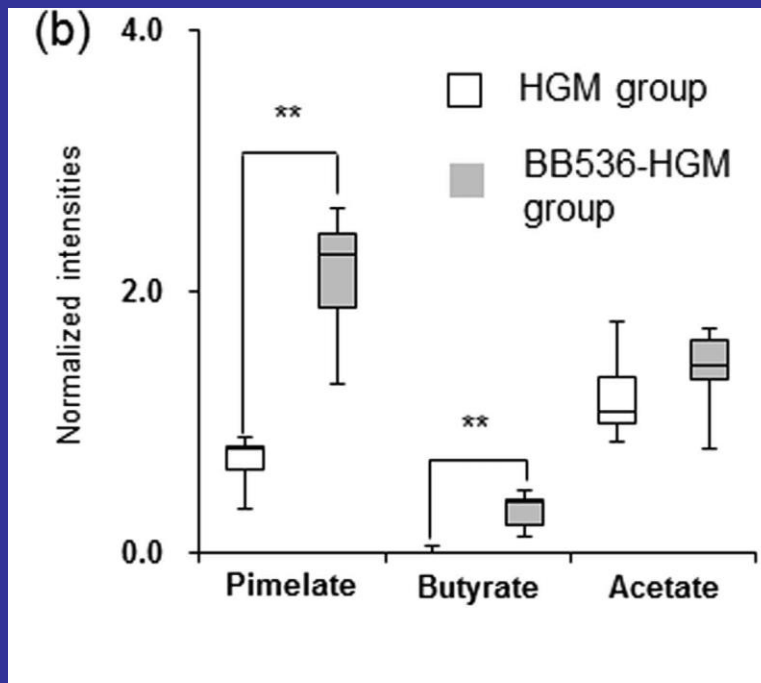 (b)
4.0
HGM group
**
BB536-HGM
group
Normalized intensities
2.0
**
0.0
Pimelate
Butyrate
Acetate